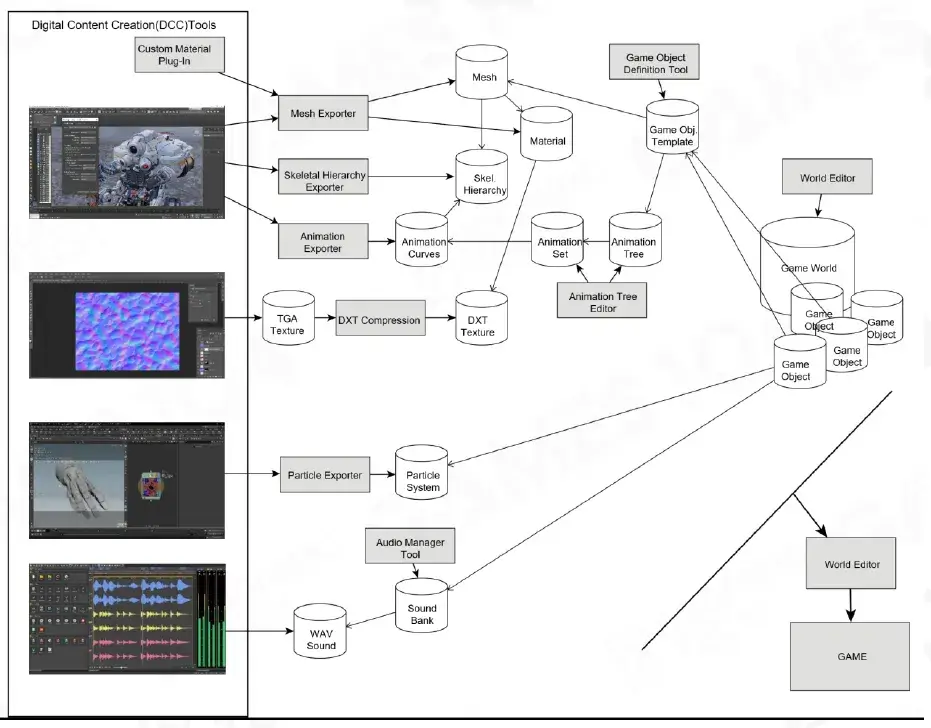 Digital Content Creation(DCC)Tools
Custom Material
Plug-In
Mesh Exporter
Mesh
Material
Game Object
Definition Tool
Game Obj.
Template
Skeletal Hierarchy
Exporter
Skel.
Hierarchy
World Editor
Animation
Exporter
Animation
Curves
Animation
Set
Animation
Tree
Game World
Animation Tree
Editor
TGA
Texture
DXT Compression
DXT
Texture
Game
Object
Game
Object
Game
Object
Game
Object
Particle Exporter
Particle
System
Audio Manager
Tool
Sound
Bank
WAV
Sound
World Editor
GAME